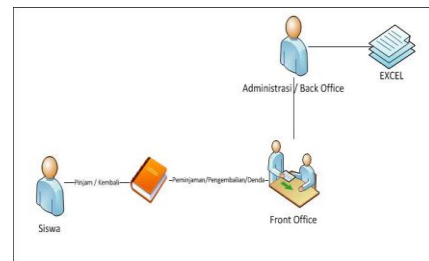 EXCEL
Administrasi / Back Office
Pinjam / Kembali
Peminjaman/Pengembalian/Denda
Siswa
Front Office